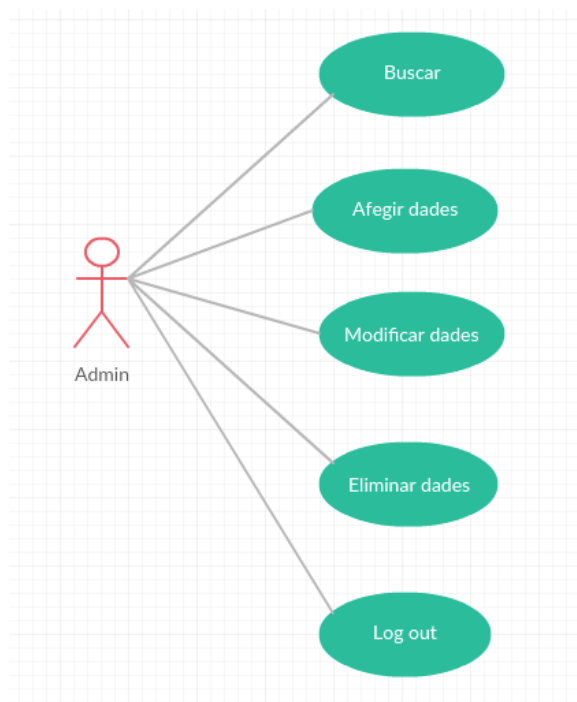 Buscar
Afegir dades
Modificar dades
Admin
Eliminar dades
Log out